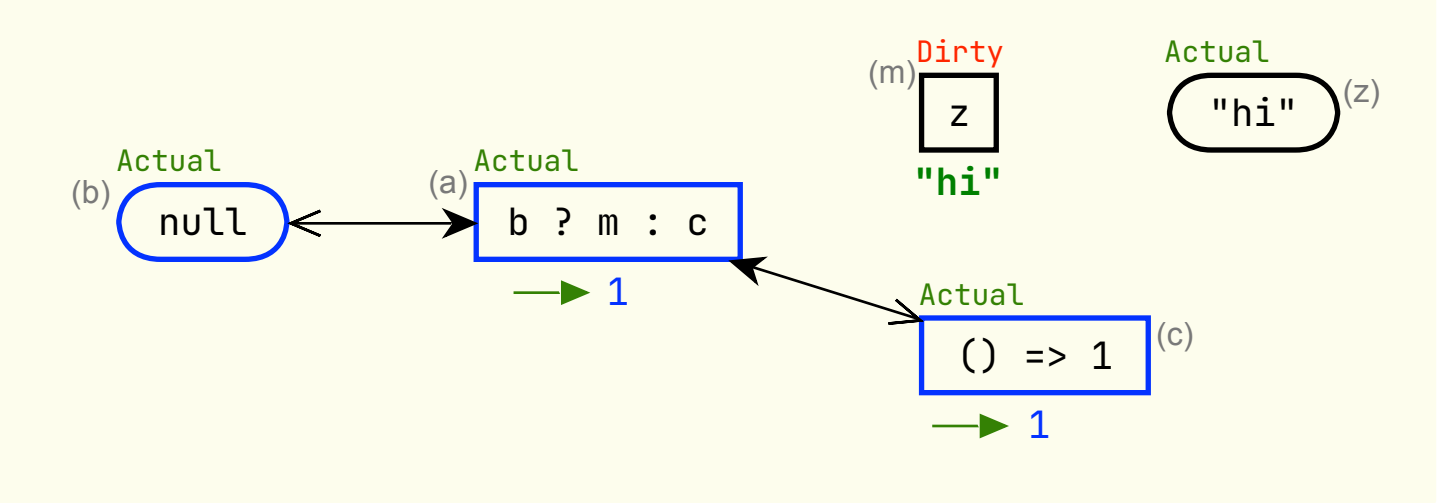 Dirty
Actual
(m)
z
"hi"
(z)
"hi"
Actual
Actual
(b)
(a)
null
b ? m : c
1
Actual
() => 1
(c)
1